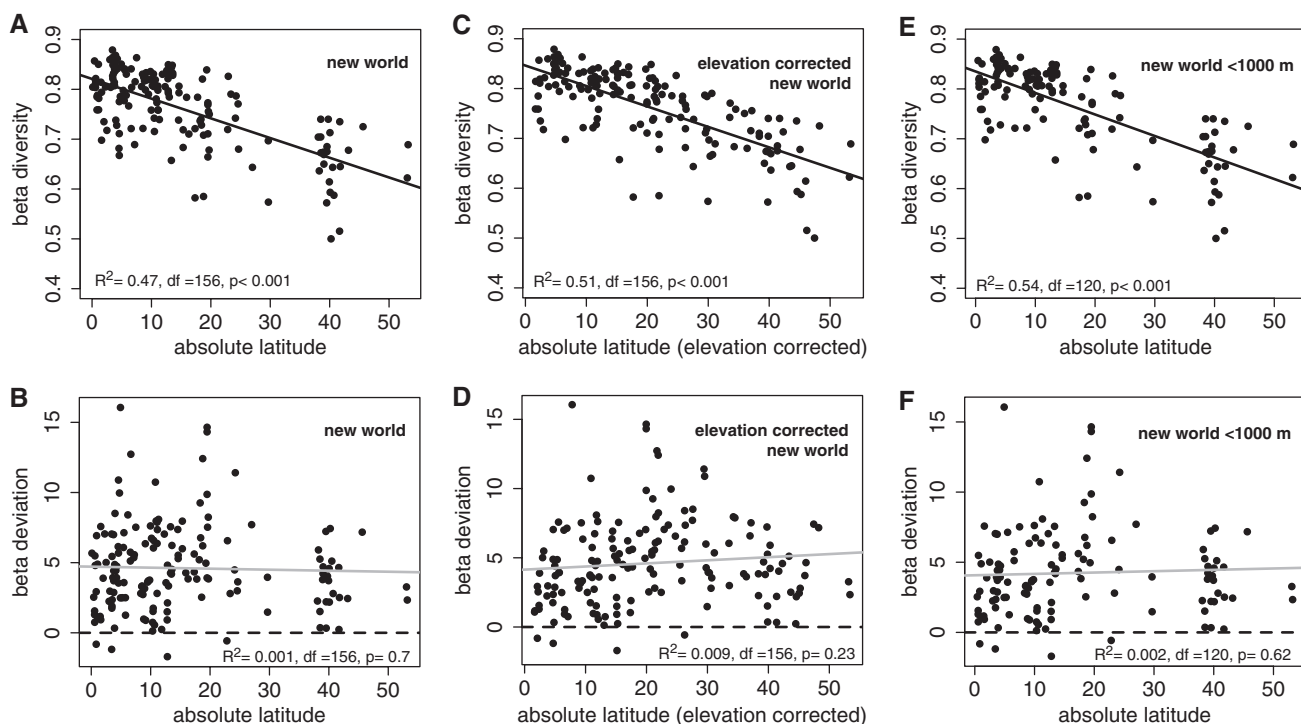 A
new world
beta diversity
0.9
0.8
0.7
0.6
0.5
0.4
R2= 0.47, df =156, p< 0.001
0 10 20 30 40 50
absolute latitude
C
elevation corrected
new world
beta diversity
0.9
0.8
0.7
0.6
0.5
0.4
R2= 0.51, df =156, p< 0.001
0 10 20 30 40 50
absolute latitude (elevation corrected)
E
new world <1000 m
beta diversity
0.9
0.8
0.7
0.6
0.5
0.4
R2= 0.54, df =120, p< 0.001
0 10 20 30 40 50
absolute latitude
B
new world
beta deviation
15
10
5
0
R2= 0.001, df =156, p= 0.7
0 10 20 30 40 50
absolute latitude
D
elevation corrected
new world
beta deviation
15
10
5
0
R2= 0.009, df =156, p= 0.23
0 10 20 30 40 50
absolute latitude (elevation corrected)
F
new world <1000 m
beta deviation
15
10
5
0
R2= 0.002, df =120, p= 0.62
0 10 20 30 40 50
absolute latitude